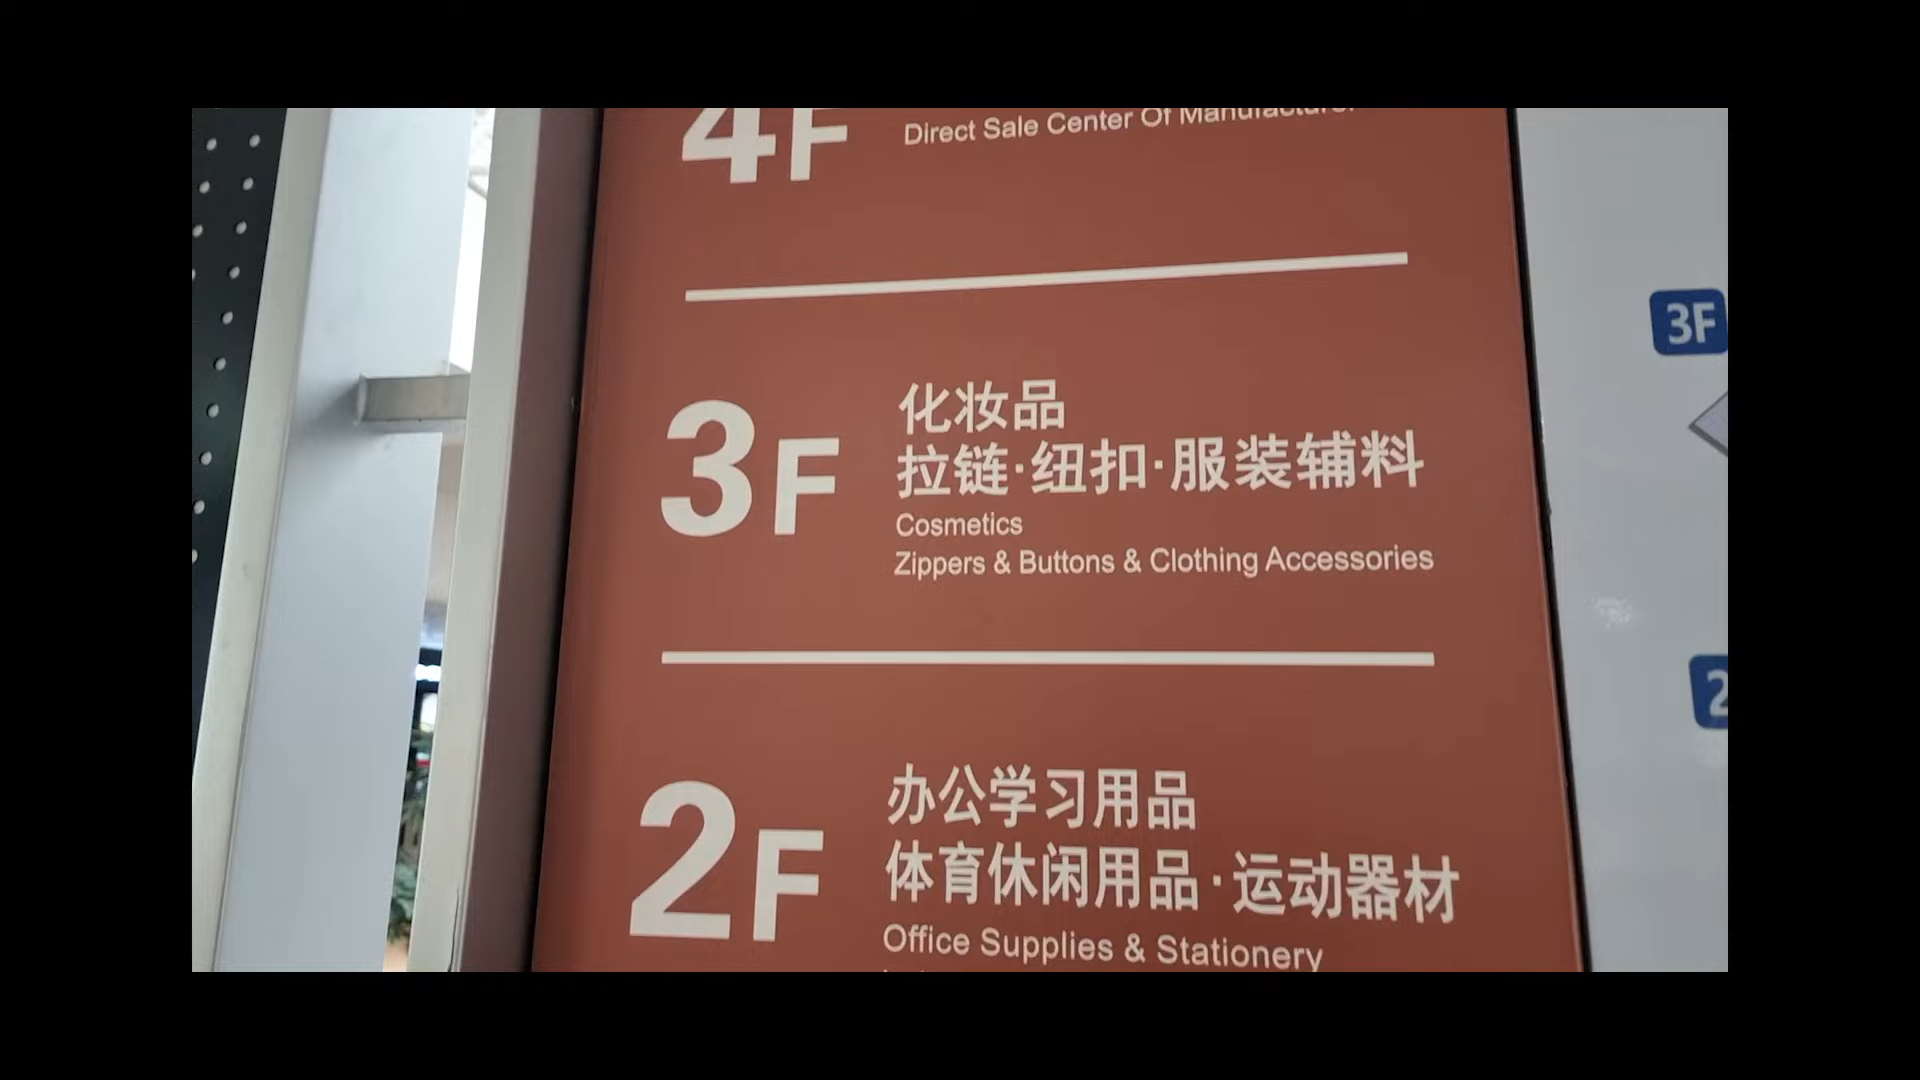 4F
Direct Sale Center Of Manufacturer
3F
化妆品
拉链·纽扣·服装辅料
Cosmetics
Zippers & Buttons & Clothing Accessories
2F
办公学习用品
体育休闲用品·运动器材
Office Supplies & Stationery
3F
2